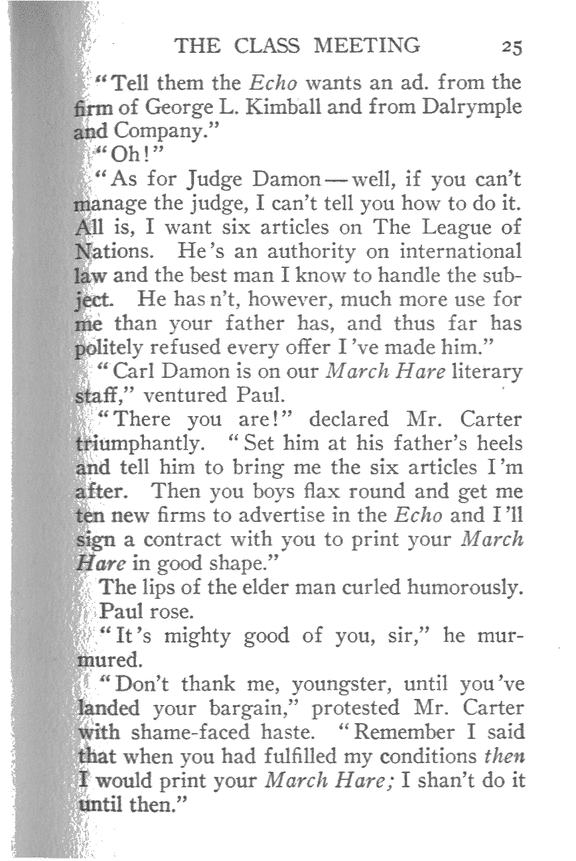 THE CLASS MEETING 25
“Tell them the Echo wants an ad. from the
firm of George L. Kimball and from Dalrymple
and Company.”
“Oh!”
“As for Judge Damon—well, if you can’t
manage the judge, I can’t tell you how to do it.
All is, I want six articles on The League of
Nations. He’s an authority on international
law and the best man I know to handle the sub-
ject. He has n’t, however, much more use for
me than your father has, and thus far has
politely refused every offer I ’ve made him.”
“Carl Damon is on our March Hare literary
staff,” ventured Paul.
“There you are!” declared Mr. Carter
triumphantly. “Set him at his father’s heels
and tell him to bring me the six articles I ’m
after. Then you boys flax round and get me
ten new firms to advertise in the Echo and I ’ll
sign a contract with you to print your March
Hare in good shape.”
The lips of the elder man curled humorously.
Paul rose.
“It ’s mighty good of you, sir,” he mur-
mured.
“Don’t thank me, youngster, until you ’ve
landed your bargain,” protested Mr. Carter
with shame-faced haste. “Remember I said
that when you had fulfilled my conditions then
I would print your March Hare; I shan’t do it
until then.”